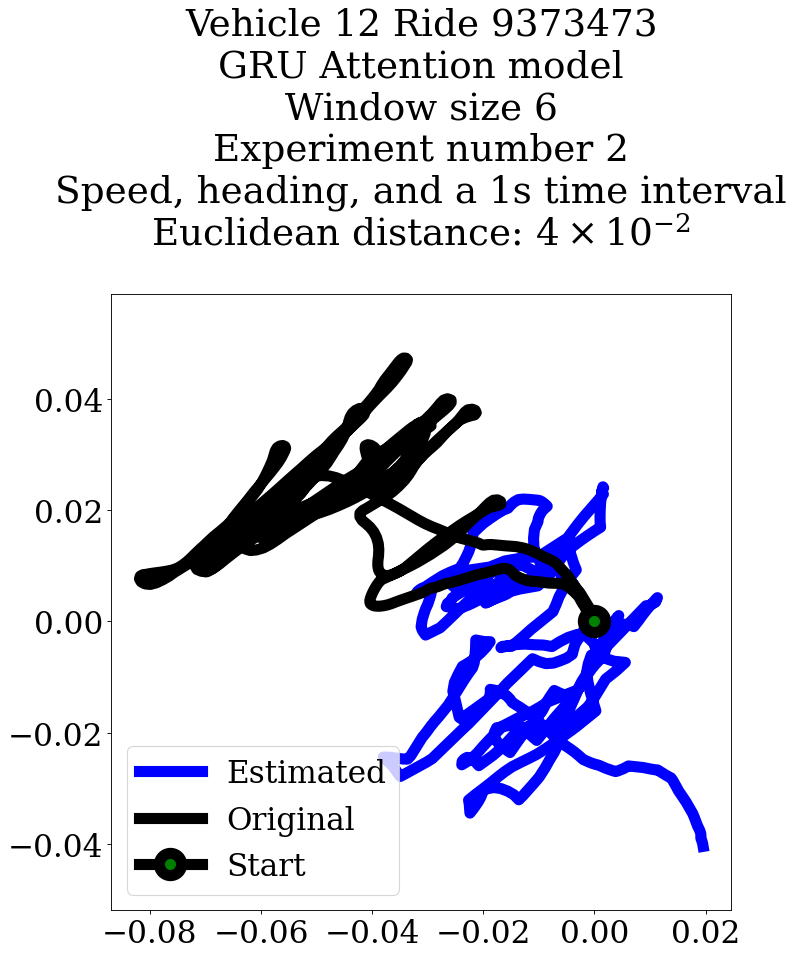 Vehicle 12 Ride 9373473
GRU Attention model
Window size 6
Experiment number 2
Speed, heading, and a 1s time interval
Euclidean distance: 4 × 10⁻²
0.04
0.02
0.00
−0.02
−0.04
Estimated
Original
Start
−0.08 −0.06 −0.04 −0.02 0.00 0.02